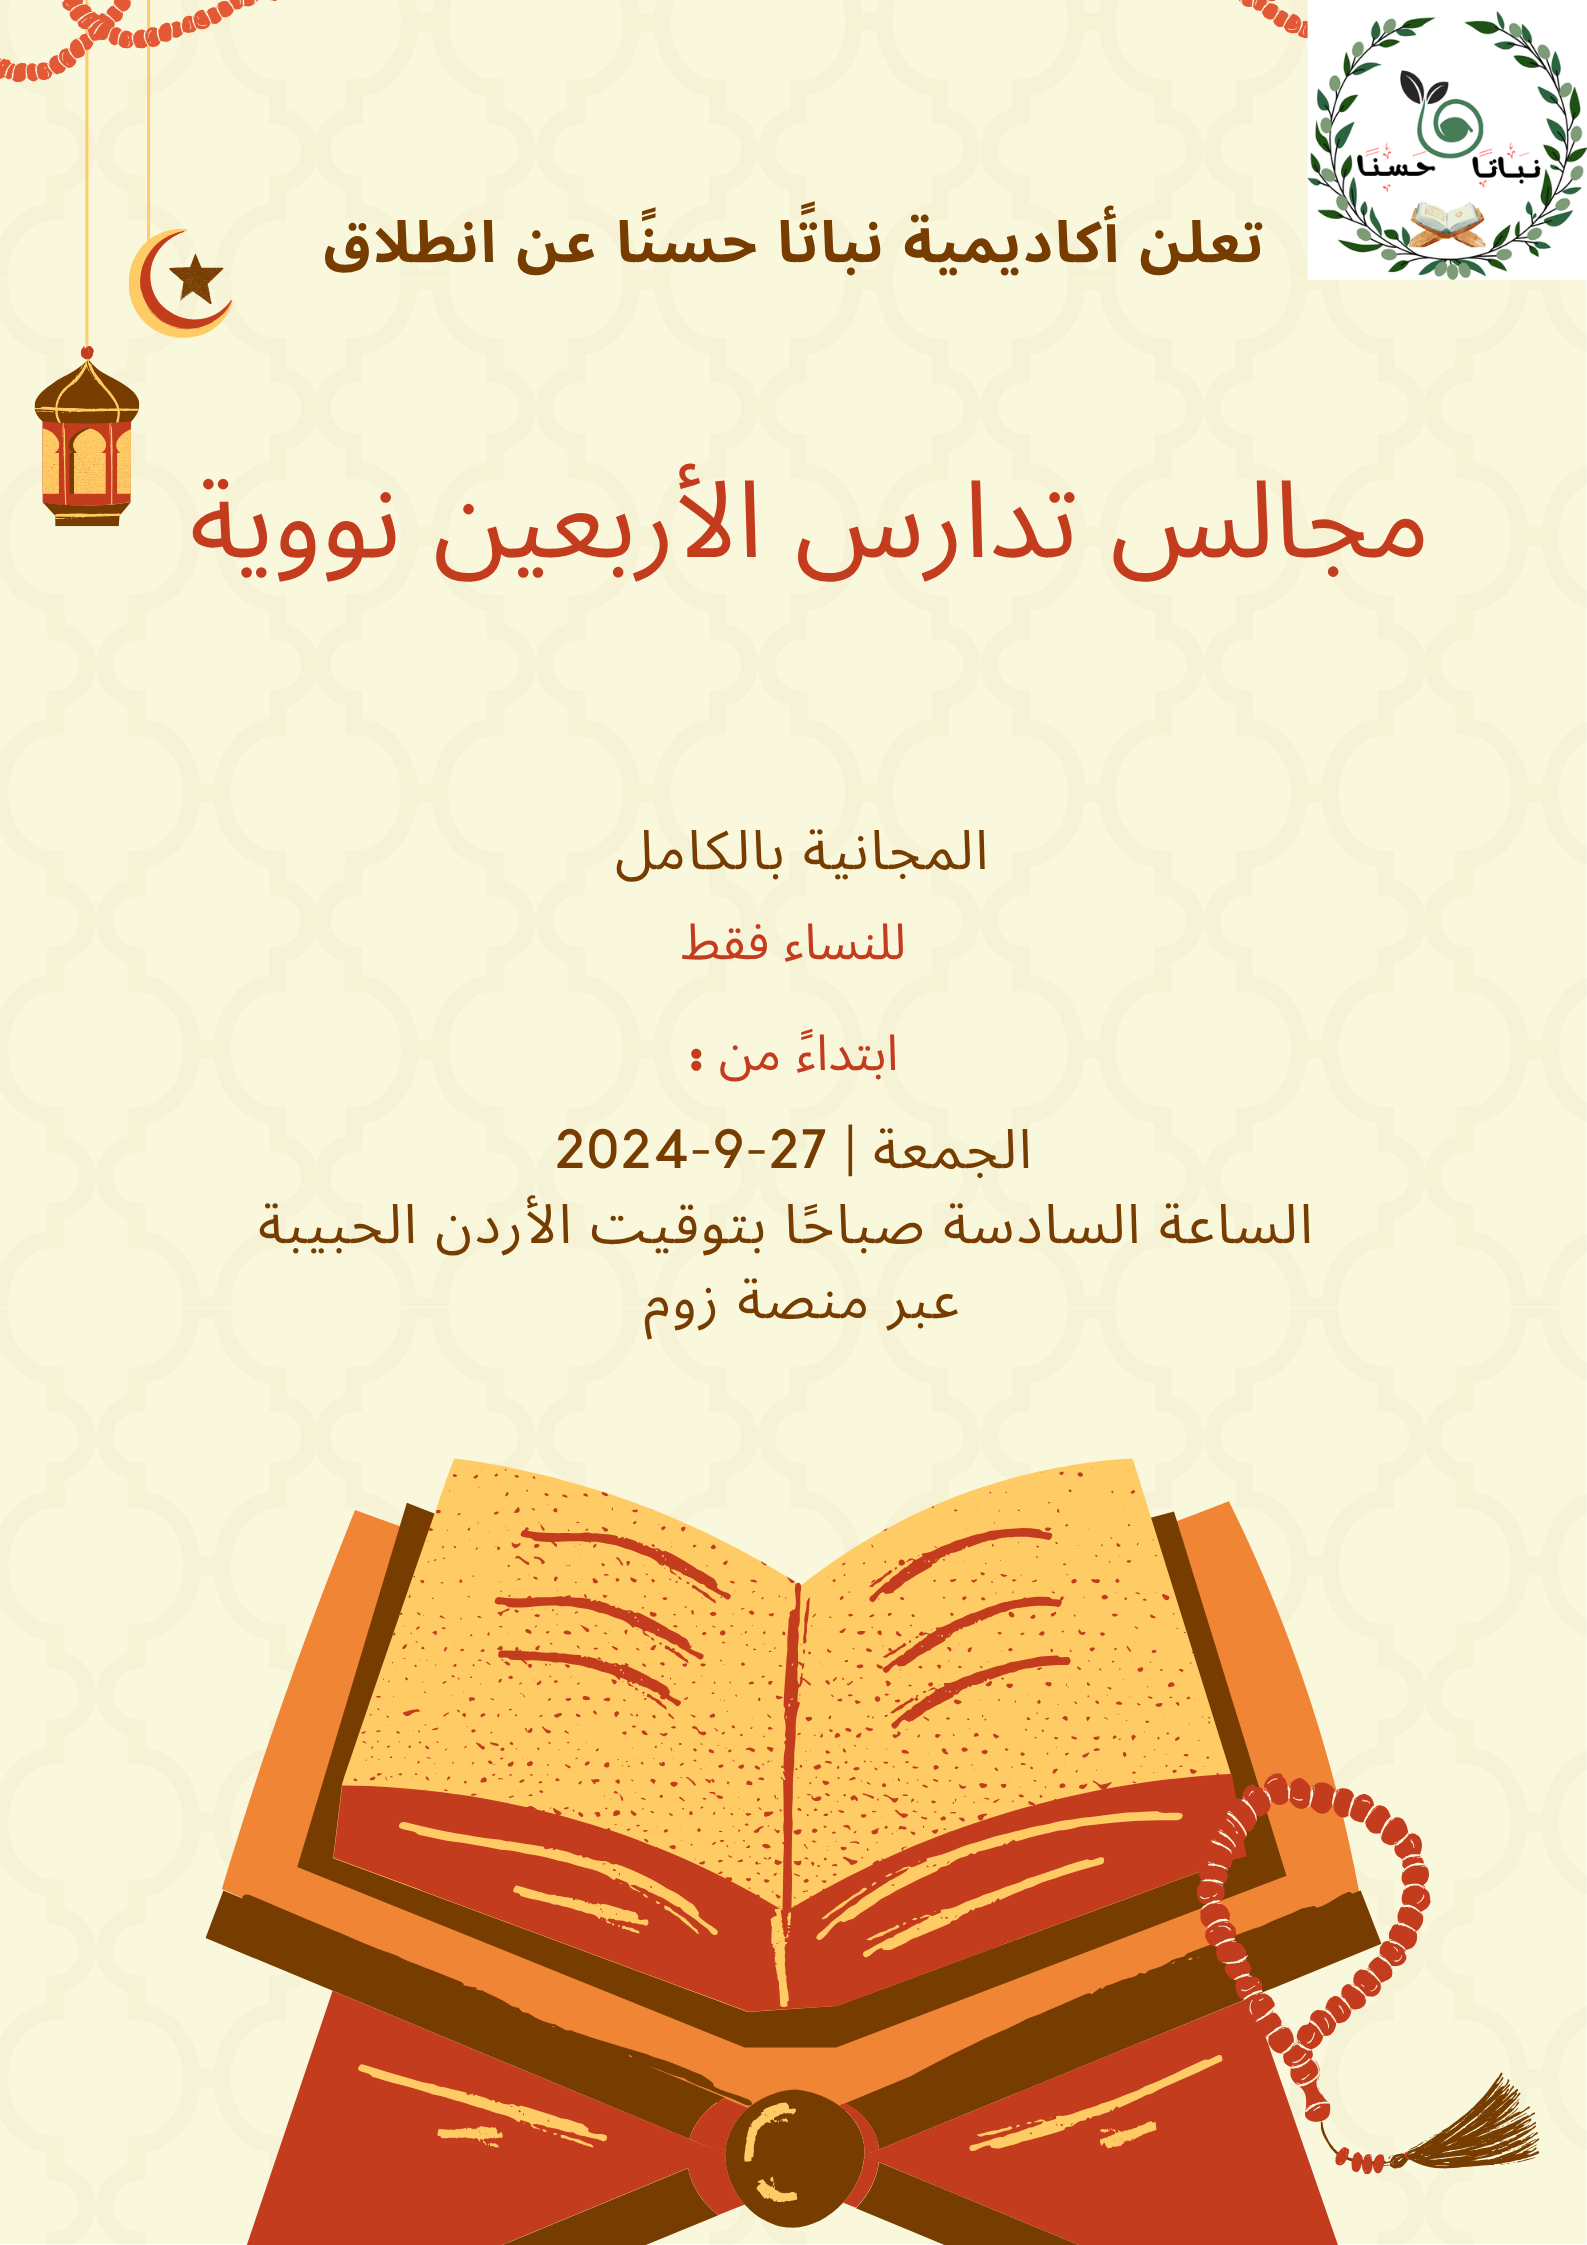 نباتًا حسنًا
تعلن أكاديمية نباتًا حسنًا عن انطلاق
مجالس تدارس الأربعين نووية
المجانية بالكامل
للنساء فقط
ابتداءً من :
الجمعة | 27-9-2024
الساعة السادسة صباحًا بتوقيت الأردن الحبيبة
عبر منصة زوم